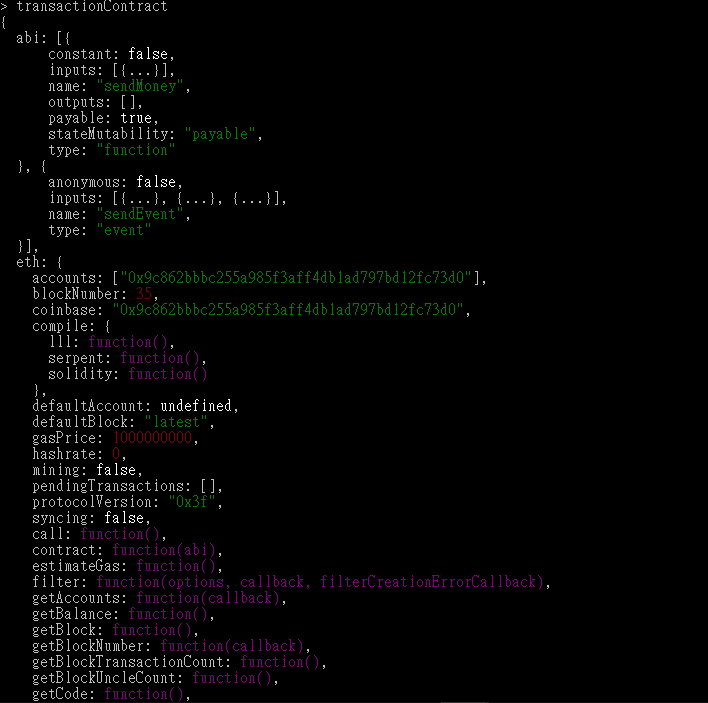 > transactionContract
{
abi: [{
constant: false,
inputs: [{...}],
name: "sendMoney",
outputs: [],
payable: true,
stateMutability: "payable",
type: "function"
}, {
anonymous: false,
inputs: [{...}, {...}, {...}],
name: "sendEvent",
type: "event"
}],
eth: {
accounts: ["0x9c862bbbc255a985f3aff4db1ad797bd12fc73d0"],
blockNumber: 35,
coinbase: "0x9c862bbbc255a985f3aff4db1ad797bd12fc73d0",
compile: {
lll: function(),
serpent: function(),
solidity: function()
},
defaultAccount: undefined,
defaultBlock: "latest",
gasPrice: 1000000000,
hashrate: 0,
mining: false,
pendingTransactions: [],
protocolVersion: "0x3f",
syncing: false,
call: function(),
contract: function(abi),
estimateGas: function(),
filter: function(options, callback, filterCreationErrorCallback),
getAccounts: function(callback),
getBalance: function(),
getBlock: function(),
getBlockNumber: function(callback),
getBlockTransactionCount: function(),
getBlockUncleCount: function(),
getCode: function(),